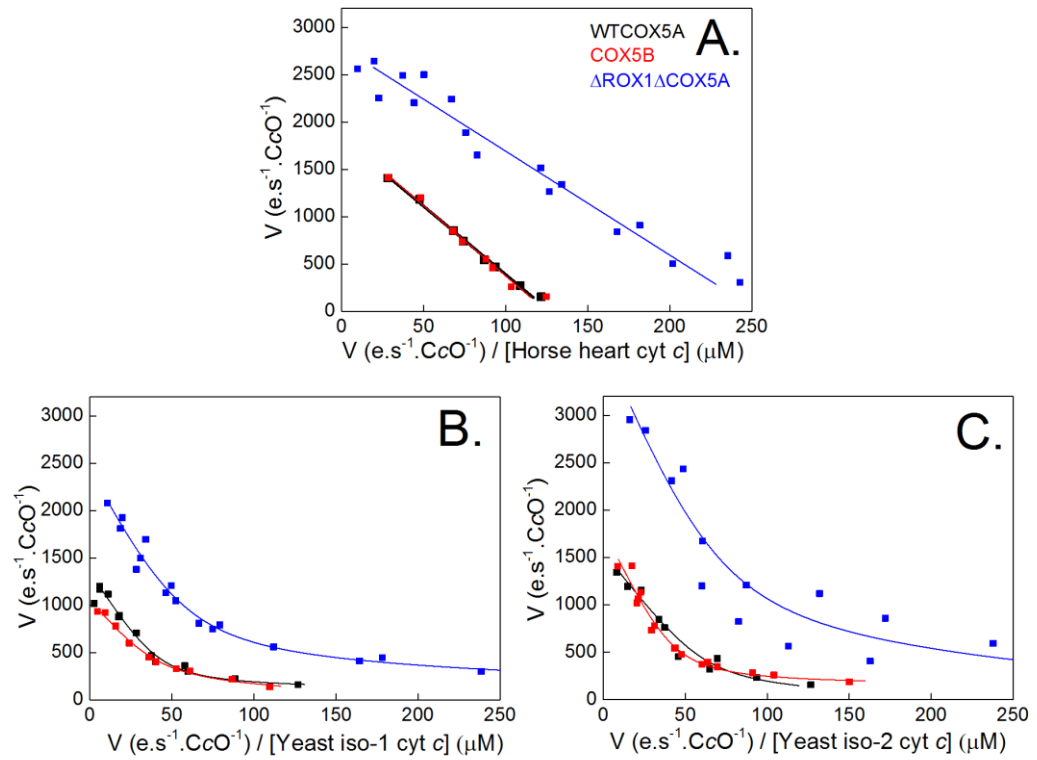 A.
WTCOX5A
COX5B
ΔROX1ΔCOX5A
V (e.s⁻¹.CcO⁻¹)
3000
2500
2000
1500
1000
500
0
0 50 100 150 200 250
V (e.s⁻¹.CcO⁻¹) / [Horse heart cyt c] (μM)
B.
V (e.s⁻¹.CcO⁻¹)
3000
2500
2000
1500
1000
500
0
0 50 100 150 200 250
V (e.s⁻¹.CcO⁻¹) / [Yeast iso-1 cyt c] (μM)
C.
V (e.s⁻¹.CcO⁻¹)
3000
2500
2000
1500
1000
500
0
0 50 100 150 200 250
V (e.s⁻¹.CcO⁻¹) / [Yeast iso-2 cyt c] (μM)